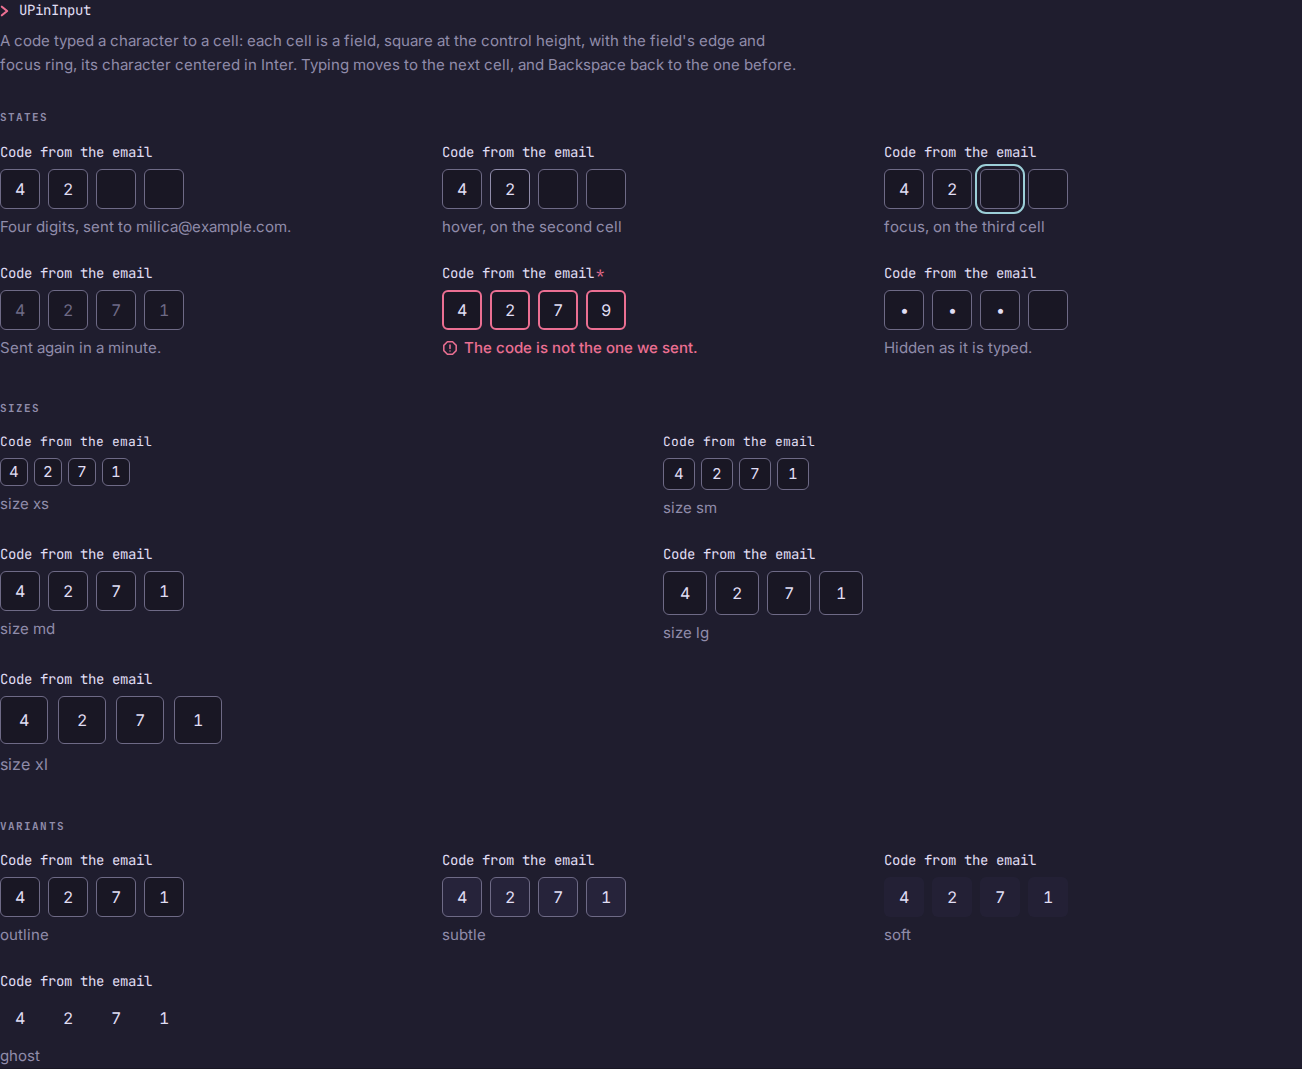 UPinInput
A code typed a character to a cell: each cell is a field, square at the control height, with the field's edge and
focus ring, its character centered in Inter. Typing moves to the next cell, and Backspace back to the one before.
STATES
Code from the email
4 2
Four digits, sent to milica@example.com.
Code from the email
4 2
hover, on the second cell
Code from the email
4 2
focus, on the third cell
Code from the email
4 2 7 1
Sent again in a minute.
Code from the email*
4 2 7 9
The code is not the one we sent.
Code from the email
• • •
Hidden as it is typed.
SIZES
Code from the email
4 2 7 1
size xs
Code from the email
4 2 7 1
size sm
Code from the email
4 2 7 1
size md
Code from the email
4 2 7 1
size lg
Code from the email
4 2 7 1
size xl
VARIANTS
Code from the email
4 2 7 1
outline
Code from the email
4 2 7 1
subtle
Code from the email
4 2 7 1
soft
Code from the email
4 2 7 1
ghost